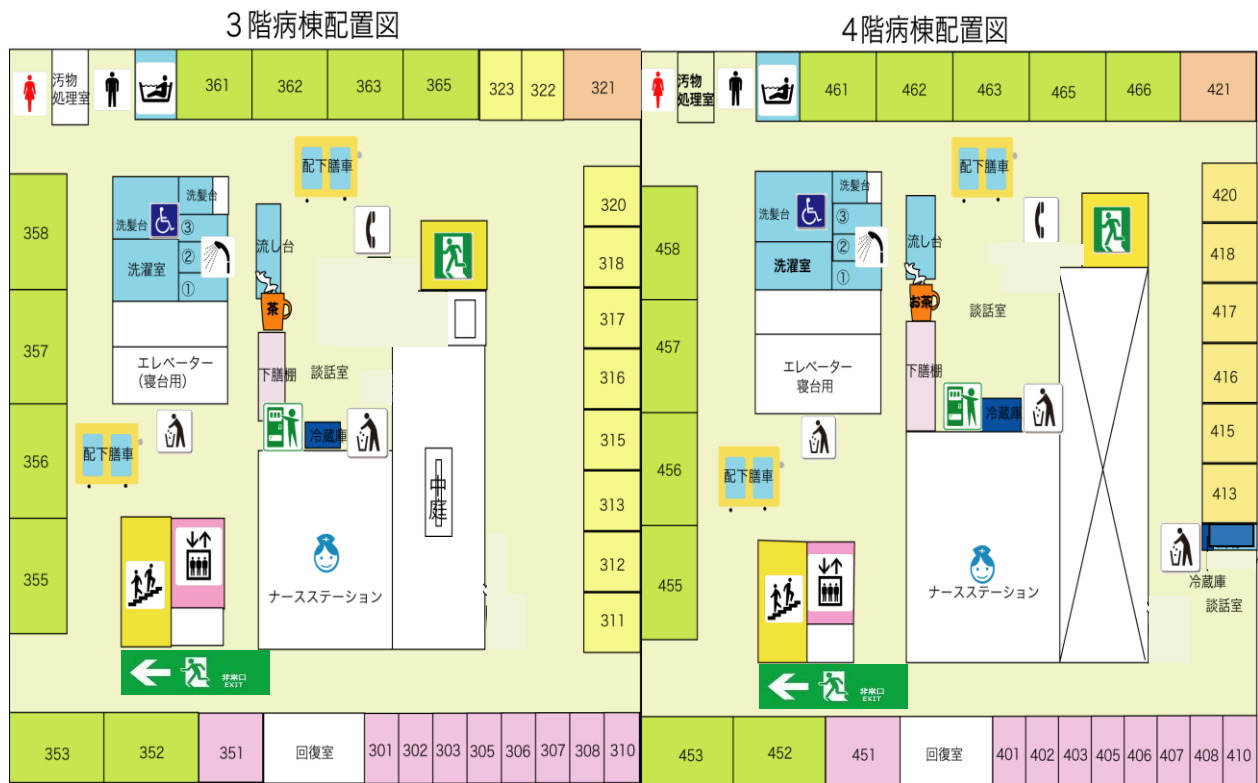 3階病棟配置図
汚物
処理室
361
362
363
365
323
322
321
配下膳車
洗髪台
洗髪台
③
②
①
洗濯室
流し台
茶
下膳棚
談話室
エレベーター
(寝台用)
冷蔵庫
配下膳車
中庭
ナースステーション
358
357
356
355
320
318
317
316
315
313
312
311
非常口
EXIT
353
352
351
回復室
301
302
303
305
306
307
308
310
4階病棟配置図
汚物
処理室
461
462
463
465
466
421
配下膳車
洗髪台
洗髪台
③
②
①
洗濯室
流し台
お茶
下膳棚
談話室
エレベーター
寝台用
冷蔵庫
配下膳車
ナースステーション
458
457
456
455
420
418
417
416
415
413
冷蔵庫
談話室
非常口
EXIT
453
452
451
回復室
401
402
403
405
406
407
408
410